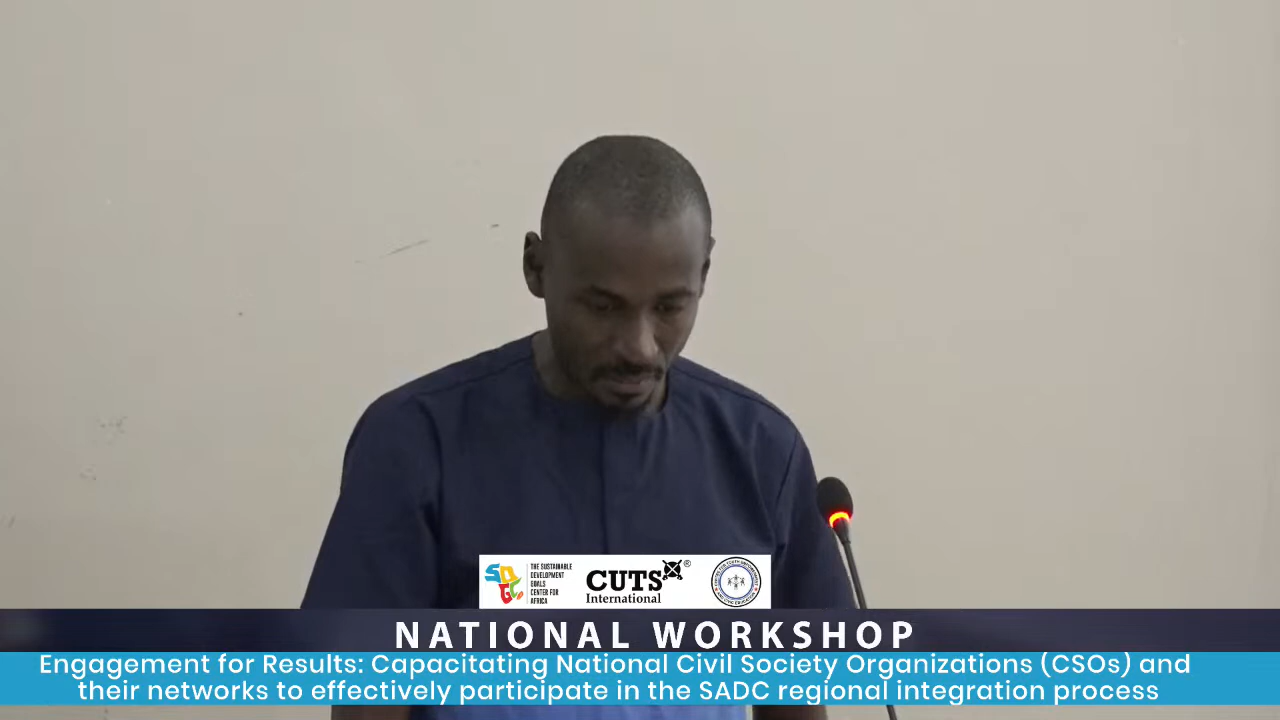 THE SUSTAINABLE
DEVELOPMENT
GOALS
CENTER FOR
AFRICA
CUTS®
International
NATIONAL WORKSHOP
Engagement for Results: Capacitating National Civil Society Organizations (CSOs) and
their networks to effectively participate in the SADC regional integration process